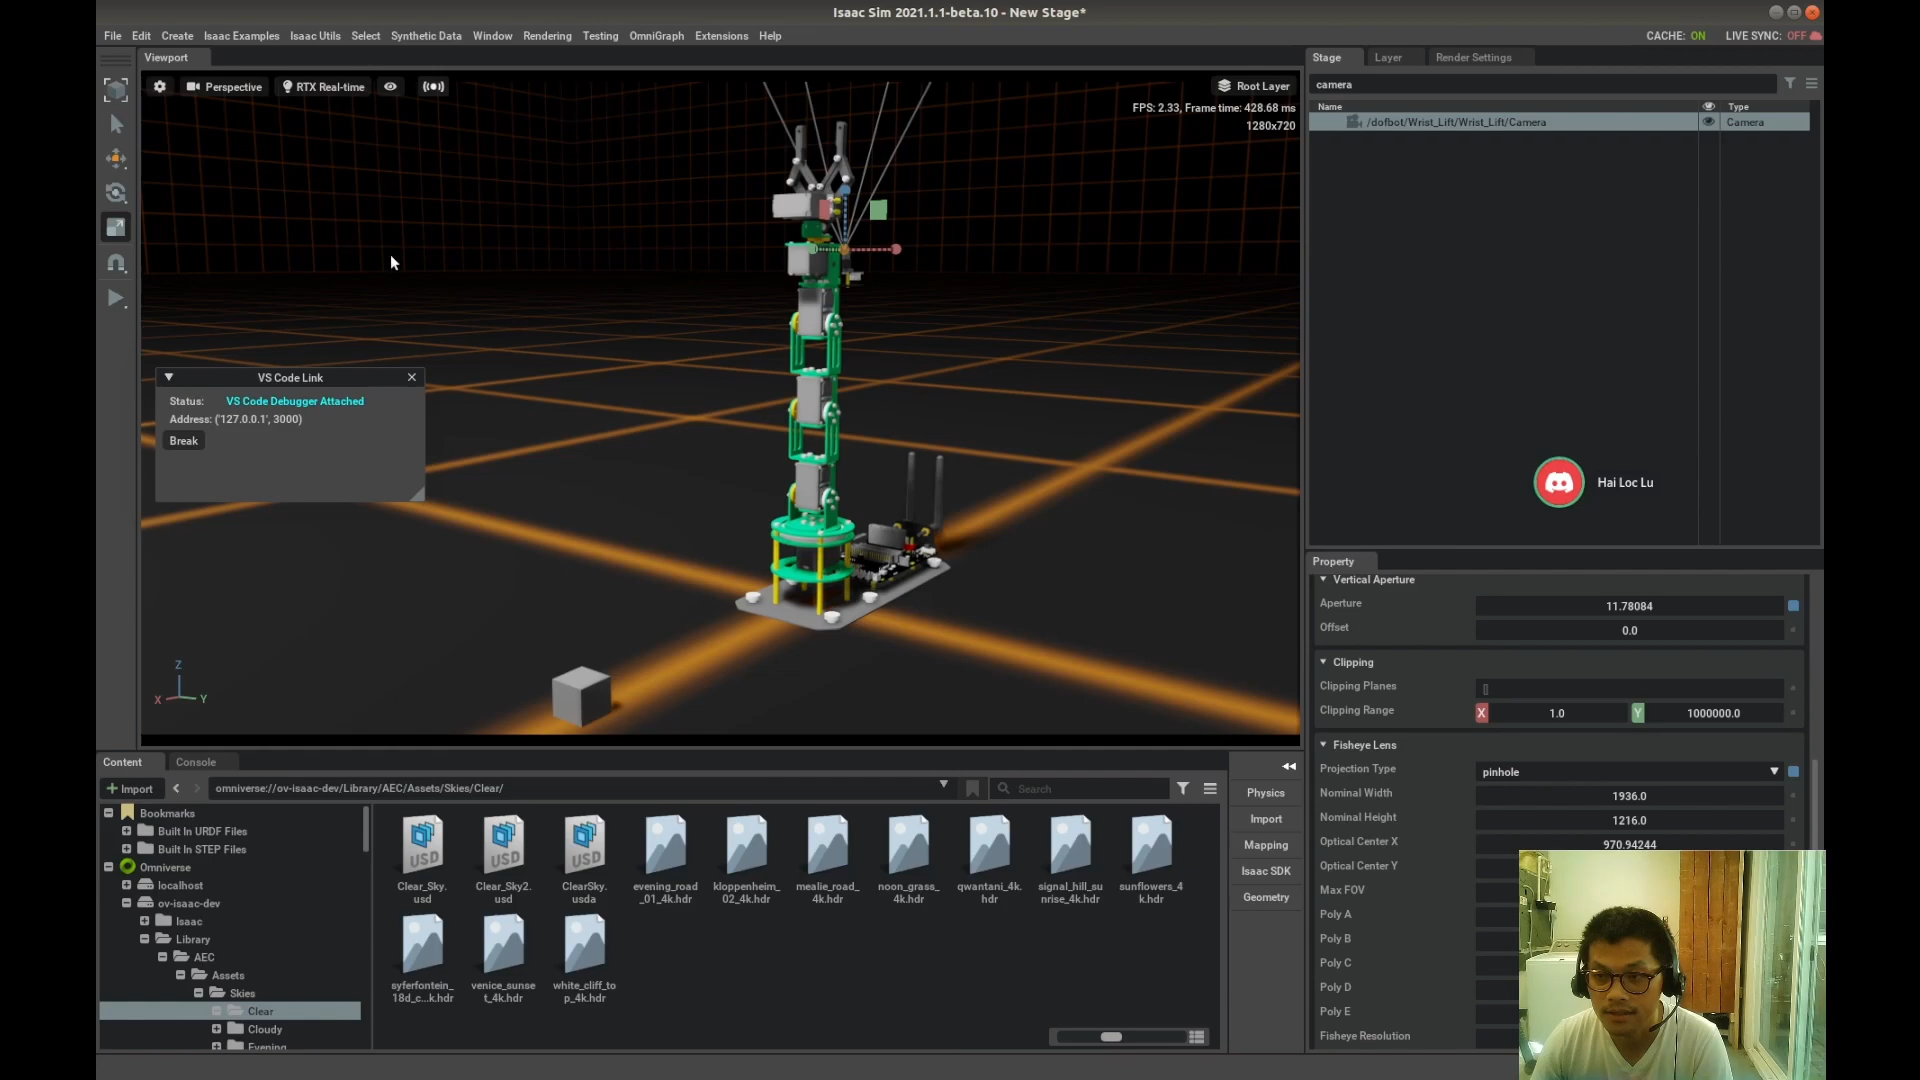 Isaac Sim 2021.1.1-beta.10 - New Stage*
File Edit Create Isaac Examples Isaac Utils Select Synthetic Data Window Rendering Testing OmniGraph Extensions Help
CACHE: ON LIVE SYNC: OFF
Viewport
Perspective
RTX Real-time
Root Layer
FPS: 2.33, Frame time: 428.68 ms
1280x720
VS Code Link
Status: VS Code Debugger Attached
Address: ('127.0.0.1', 3000)
Break
Z
X Y
Stage Layer Render Settings
camera
Name Type
/dofbot/Wrist_Lift/Wrist_Lift/Camera Camera
Hai Loc Lu
Property
Vertical Aperture
Aperture 11.78084
Offset 0.0
Clipping
Clipping Planes []
Clipping Range X 1.0 Y 1000000.0
Fisheye Lens
Projection Type pinhole
Nominal Width 1936.0
Nominal Height 1216.0
Optical Center X 970.94244
Optical Center Y
Max FOV
Poly A
Poly B
Poly C
Poly D
Poly E
Fisheye Resolution
Content Console
Import
omniverse://ov-isaac-dev/Library/AEC/Assets/Skies/Clear/
Search
Bookmarks
Built In URDF Files
Built In STEP Files
Omniverse
localhost
ov-isaac-dev
Isaac
Library
AEC
Assets
Skies
Clear
Cloudy
Evening
USD USD USD
Clear_Sky.
usd
Clear_Sky2.
usd
ClearSky.
usda
evening_road
_01_4k.hdr
kloppenheim_
02_4k.hdr
mealie_road_
4k.hdr
noon_grass_
4k.hdr
qwantani_4k.
hdr
signal_hill_su
nrise_4k.hdr
sunflowers_4
k.hdr
syferfontein_
18d_c...k.hdr
venice_sunse
t_4k.hdr
white_cliff_to
p_4k.hdr
Physics
Import
Mapping
Isaac SDK
Geometry